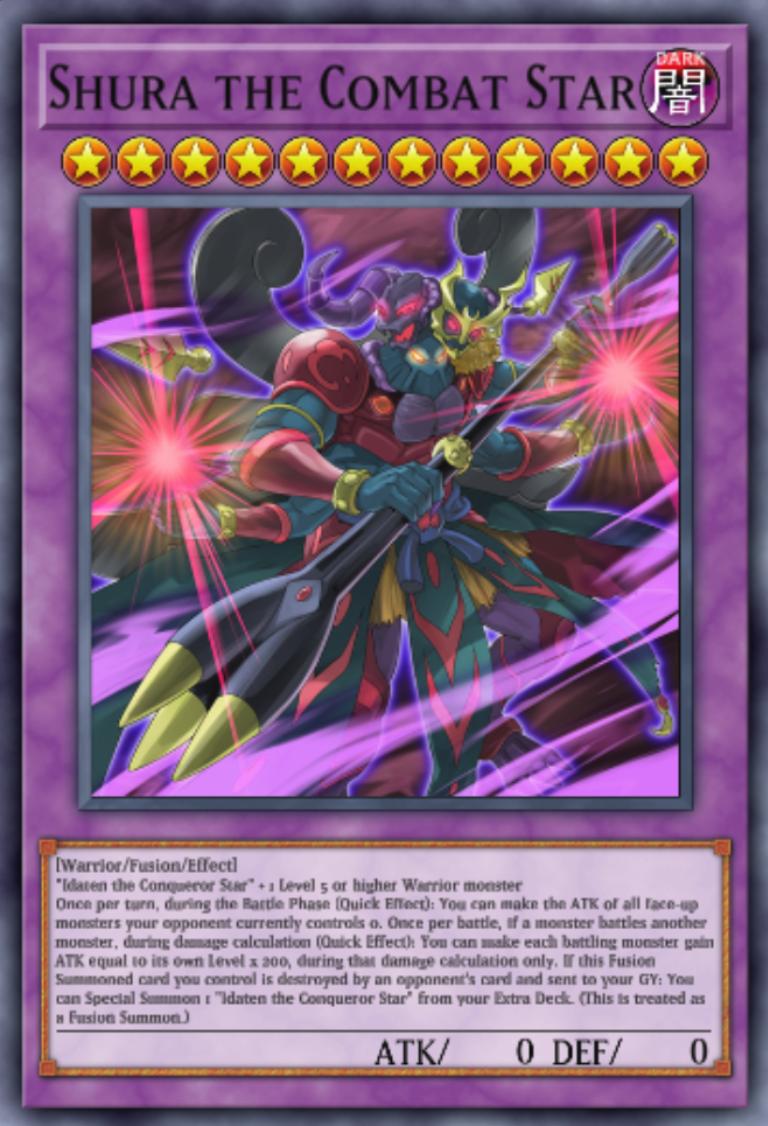 Shura the Combat Star
DARK
闇
[Warrior/Fusion/Effect]
"Idaten the Conqueror Star" + 1 Level 5 or higher Warrior monster
Once per turn, during the Battle Phase (Quick Effect): You can make the ATK of all face-up
monsters your opponent currently controls 0. Once per battle, if a monster battles another
monster, during damage calculation (Quick Effect): You can make each battling monster gain
ATK equal to its own Level x 200, during that damage calculation only. If this Fusion
Summoned card you control is destroyed by an opponent's card and sent to your GY: You
can Special Summon 1 "Idaten the Conqueror Star" from your Extra Deck. (This is treated as
a Fusion Summon.)
ATK/ 0 DEF/ 0